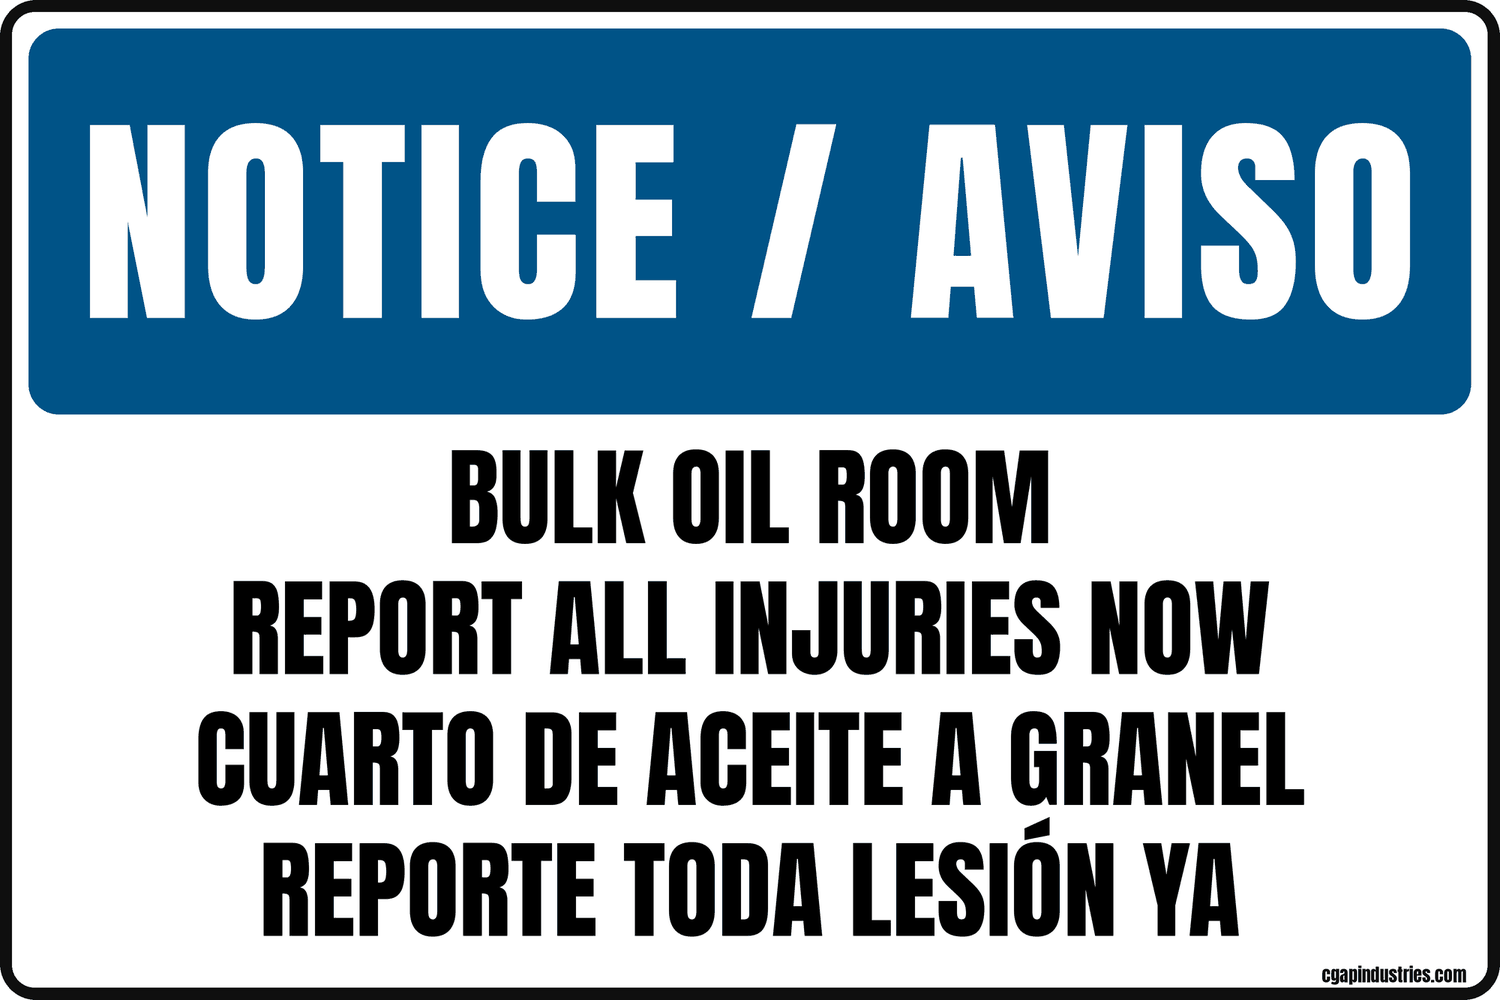 NOTICE / AVISO
BULK OIL ROOM
REPORT ALL INJURIES NOW
CUARTO DE ACEITE A GRANEL
REPORTE TODA LESIÓN YA
cgapindustries.com